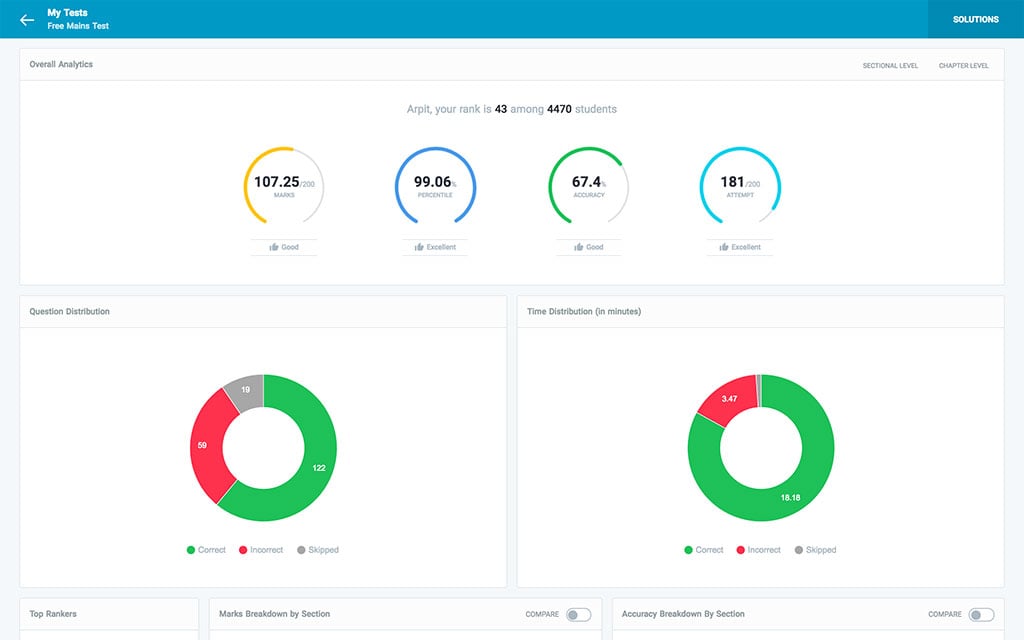 My Tests
Free Mains Test
SOLUTIONS
Overall Analytics
SECTIONAL LEVEL
CHAPTER LEVEL
Arpit, your rank is 43 among 4470 students
107.25/200
MARKS
Good
99.06%
PERCENTILE
Excellent
67.4%
ACCURACY
Good
181/200
ATTEMPT
Excellent
Question Distribution
19
59
122
Correct Incorrect Skipped
Time Distribution (in minutes)
3.47
18.18
Correct Incorrect Skipped
Top Rankers
Marks Breakdown by Section
COMPARE
Accuracy Breakdown By Section
COMPARE